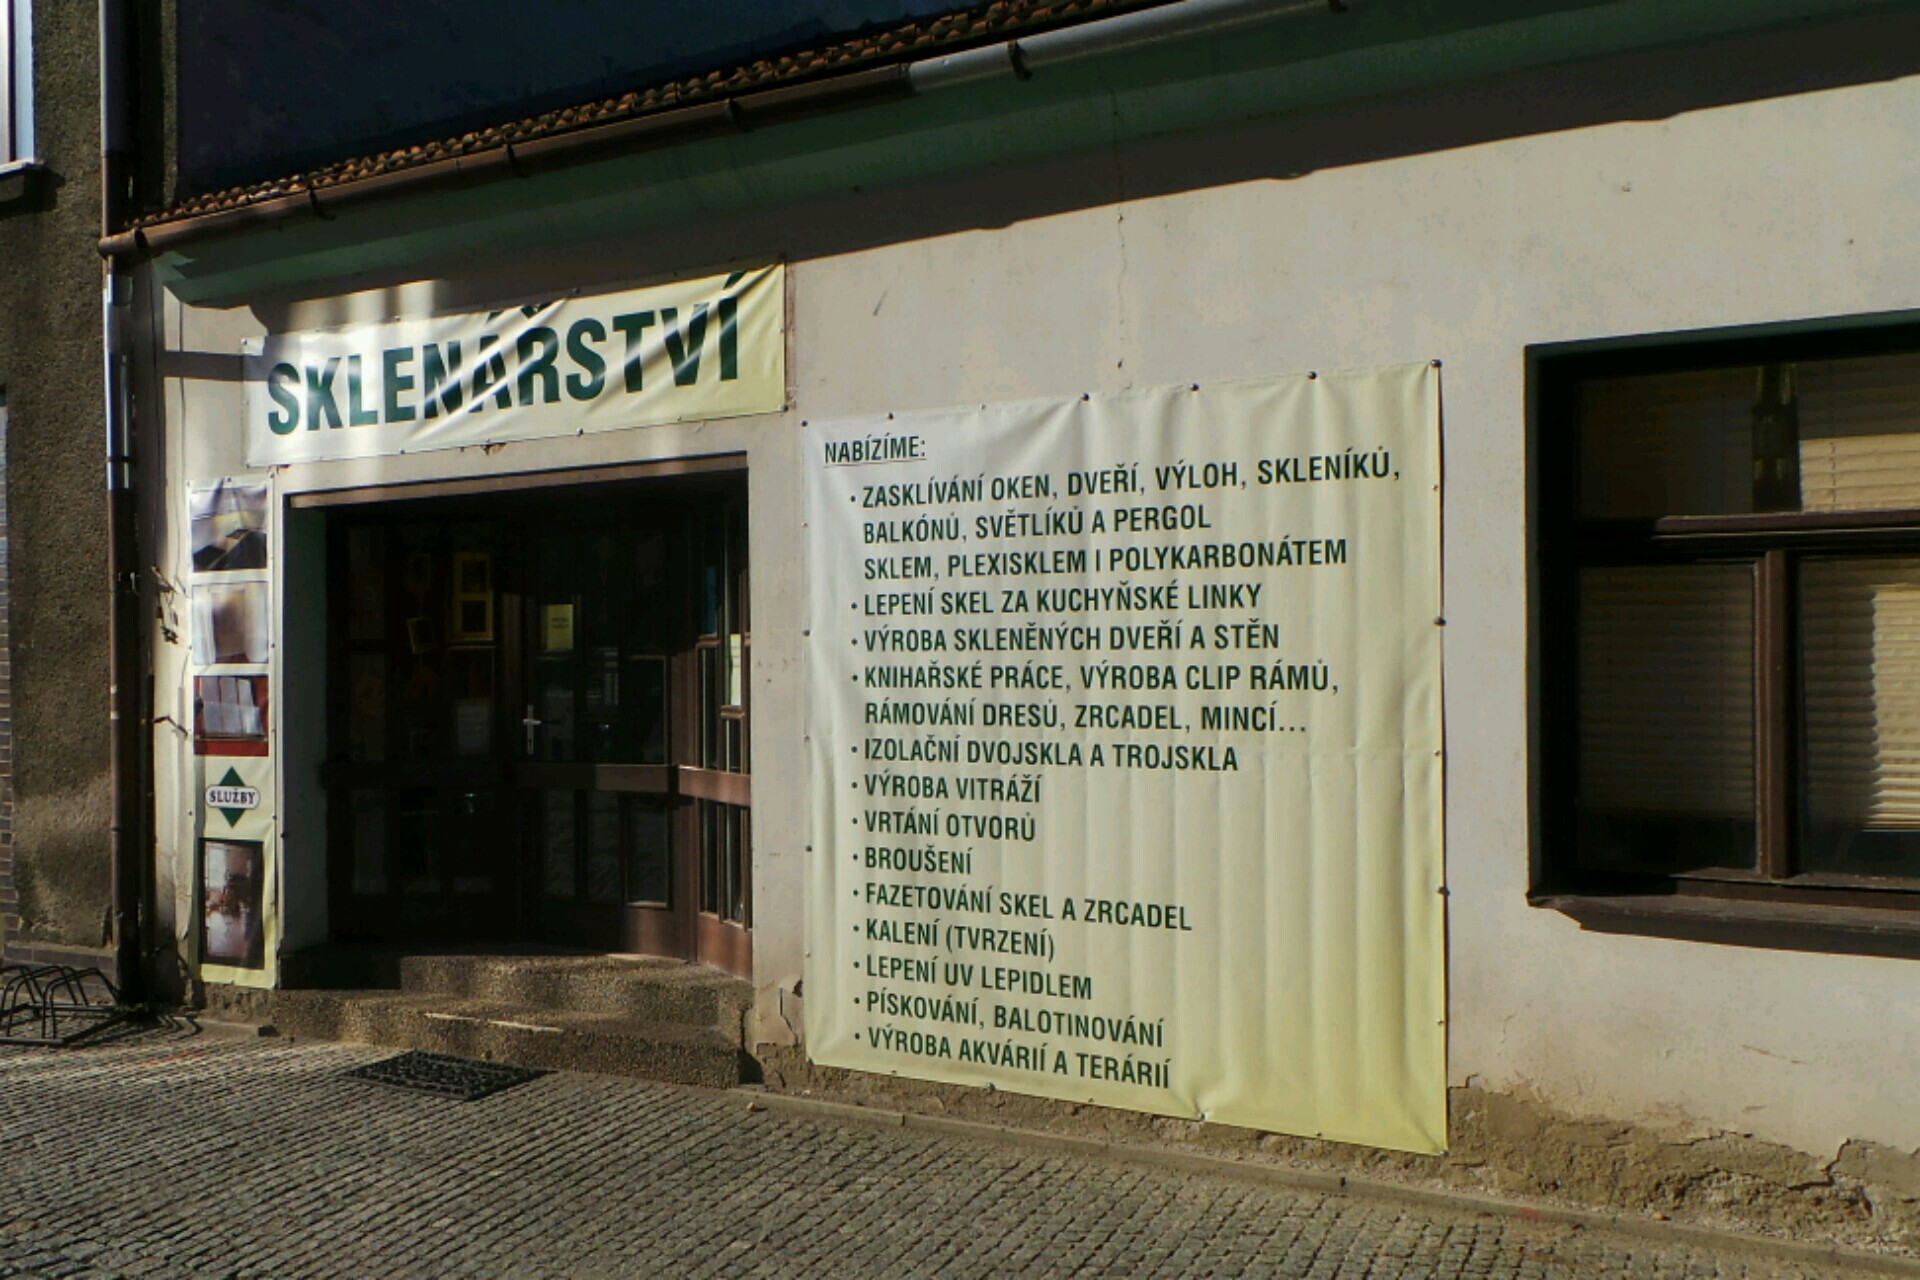 SKLENÁŘSTVÍ
NABÍZÍME:
• ZASKLÍVÁNÍ OKEN, DVEŘÍ, VÝLOH, SKLENÍKŮ,
BALKÓNŮ, SVĚTLÍKŮ A PERGOL
SKLEM, PLEXISKLEM I POLYKARBONÁTEM
• LEPENÍ SKEL ZA KUCHYŇSKÉ LINKY
• VÝROBA SKLENĚNÝCH DVEŘÍ A STĚN
• KNIHAŘSKÉ PRÁCE, VÝROBA CLIP RÁMŮ,
RÁMOVÁNÍ DRESŮ, ZRCADEL, MINCÍ...
• IZOLAČNÍ DVOJSKLA A TROJSKLA
• VÝROBA VITRÁŽÍ
• VRTÁNÍ OTVORŮ
• BROUŠENÍ
• FAZETOVÁNÍ SKEL A ZRCADEL
• KALENÍ (TVRZENÍ)
• LEPENÍ UV LEPIDLEM
• PÍSKOVÁNÍ, BALOTINOVÁNÍ
• VÝROBA AKVÁRIÍ A TERÁRIÍ
SLUŽBY